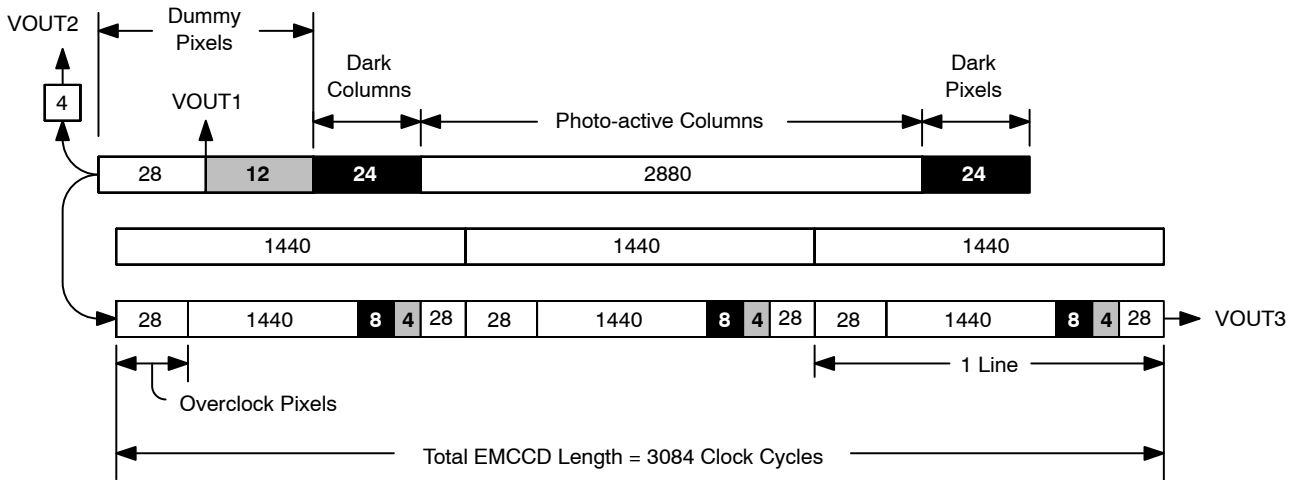 VOUT2
Dummy
Pixels
4
VOUT1
Dark
Columns
Photo-active Columns
Dark
Pixels
28 12 24 2880 24
1440 1440 1440
28 1440 8 4 28 28 1440 8 4 28 28 1440 8 4 28
VOUT3
1 Line
Overclock Pixels
Total EMCCD Length = 3084 Clock Cycles